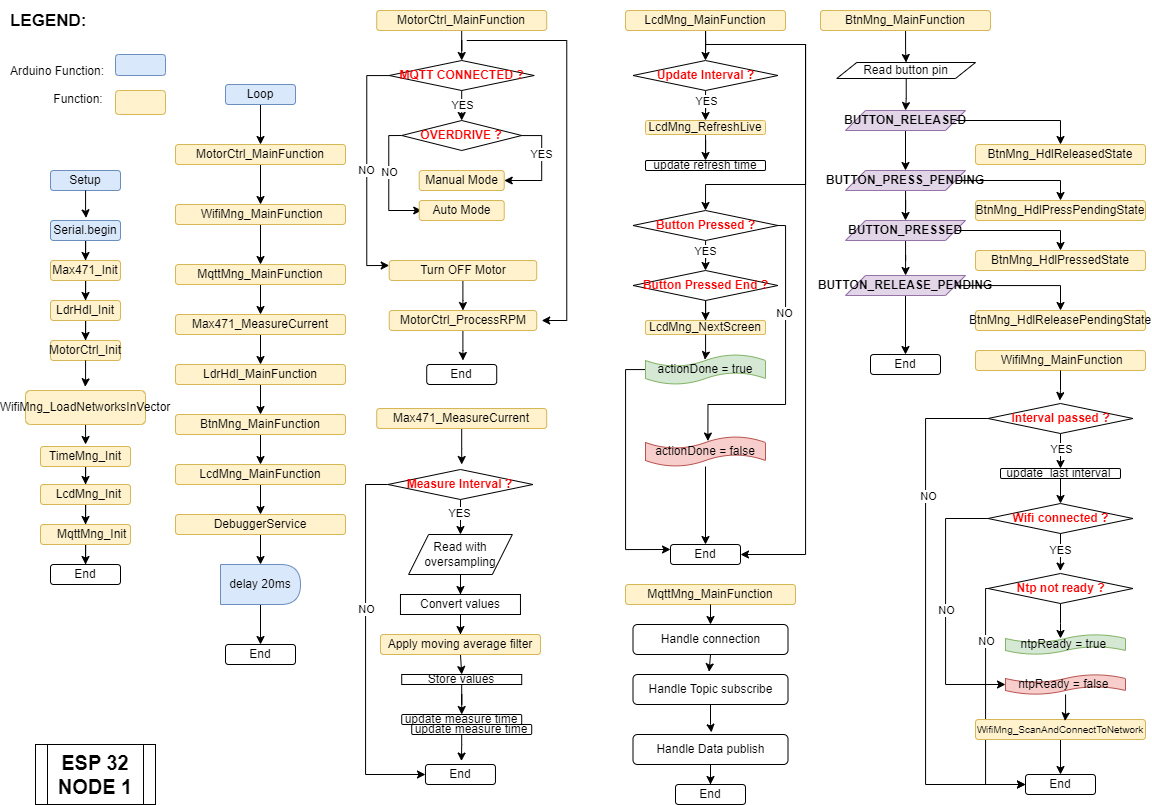 LEGEND:
Arduino Function:
Function:
Setup
Serial.begin
Max471_Init
LdrHdl_Init
MotorCtrl_Init
WifiMng_LoadNetworksInVector
TimeMng_Init
LcdMng_Init
MqttMng_Init
End
ESP 32
NODE 1
Loop
MotorCtrl_MainFunction
WifiMng_MainFunction
MqttMng_MainFunction
Max471_MeasureCurrent
LdrHdl_MainFunction
BtnMng_MainFunction
LcdMng_MainFunction
DebuggerService
delay 20ms
End
MotorCtrl_MainFunction
MQTT CONNECTED ?
YES
OVERDRIVE ?
YES
NO
NO
Manual Mode
Auto Mode
Turn OFF Motor
MotorCtrl_ProcessRPM
End
Max471_MeasureCurrent
Measure Interval ?
YES
Read with
oversampling
NO
Convert values
Apply moving average filter
Store values
update measure time
update measure time
End
LcdMng_MainFunction
Update Interval ?
YES
LcdMng_RefreshLive
update refresh time
Button Pressed ?
YES
Button Pressed End ?
NO
LcdMng_NextScreen
actionDone = true
actionDone = false
End
MqttMng_MainFunction
Handle connection
Handle Topic subscribe
Handle Data publish
End
BtnMng_MainFunction
Read button pin
BUTTON_RELEASED
BtnMng_HdlReleasedState
BUTTON_PRESS_PENDING
BtnMng_HdlPressPendingState
BUTTON_PRESSED
BtnMng_HdlPressedState
BUTTON_RELEASE_PENDING
BtnMng_HdlReleasePendingState
End
WifiMng_MainFunction
Interval passed ?
YES
update last interval
NO
Wifi connected ?
YES
Ntp not ready ?
NO
NO
ntpReady = true
ntpReady = false
WifiMng_ScanAndConnectToNetwork
End